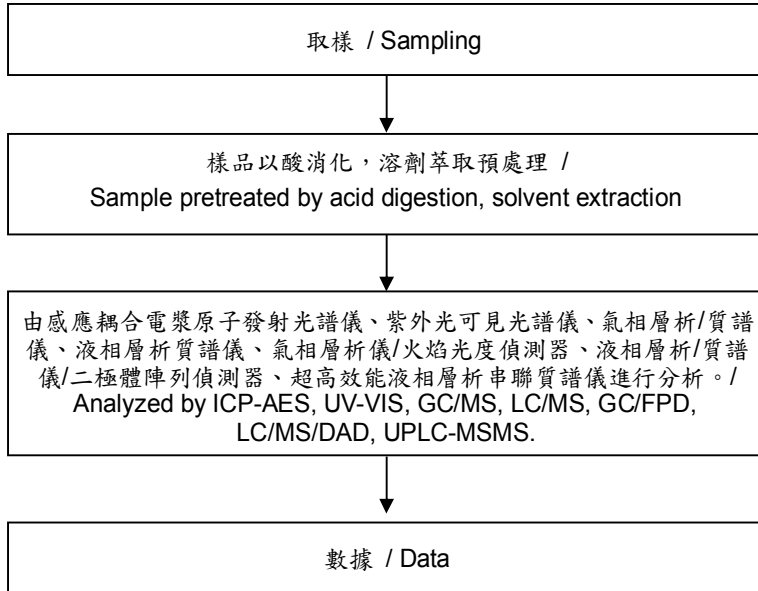 取樣 / Sampling
樣品以酸消化，溶劑萃取預處理 /
Sample pretreated by acid digestion, solvent extraction
由感應耦合電漿原子發射光譜儀、紫外光可見光譜儀、氣相層析/質譜
儀、液相層析質譜儀、氣相層析儀/火焰光度偵測器、液相層析/質譜
儀/二極體陣列偵測器、超高效能液相層析串聯質譜儀進行分析。/
Analyzed by ICP-AES, UV-VIS, GC/MS, LC/MS, GC/FPD,
LC/MS/DAD, UPLC-MSMS.
數據 / Data